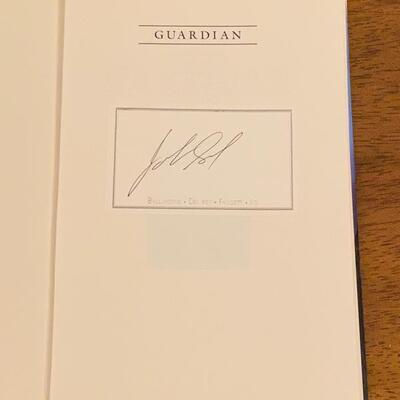 GUARDIAN
BALLANTINE • DEL REY • FAWCETT • IVY